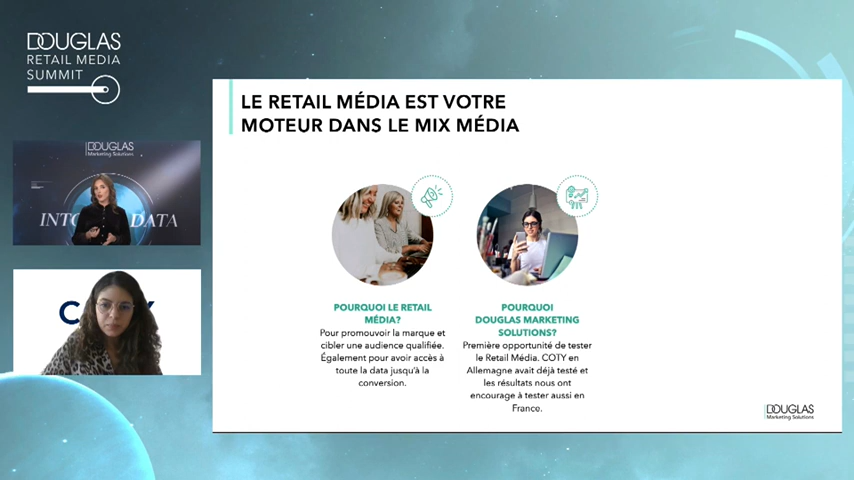 DOUGLAS
RETAIL MEDIA
SUMMIT
LE RETAIL MÉDIA EST VOTRE
MOTEUR DANS LE MIX MÉDIA
DOUGLAS
Marketing Solutions
INTO DATA
C Y
POURQUOI LE RETAIL
MÉDIA?
Pour promouvoir la marque et
cibler une audience qualifiée.
Également pour avoir accès à
toute la data jusqu'à la
conversion.
POURQUOI
DOUGLAS MARKETING
SOLUTIONS?
Première opportunité de tester
le Retail Média. COTY en
Allemagne avait déjà testé et
les résultats nous ont
encouragé à tester aussi en
France.
DOUGLAS
Marketing Solutions